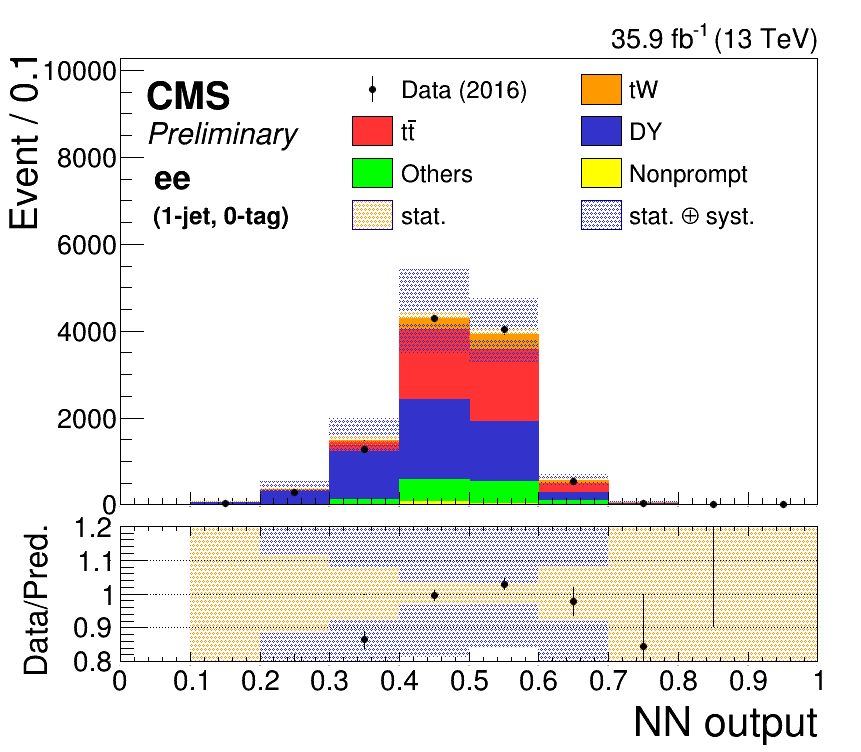 35.9 fb⁻¹ (13 TeV)
Event / 0.1
10000
8000
6000
4000
2000
0
CMS
Preliminary
ee
(1-jet, 0-tag)
Data (2016)
tW
tt̄
DY
Others
Nonprompt
stat.
stat. ⊕ syst.
Data/Pred.
1.2
1.1
1
0.9
0.8
0 0.1 0.2 0.3 0.4 0.5 0.6 0.7 0.8 0.9 1
NN output